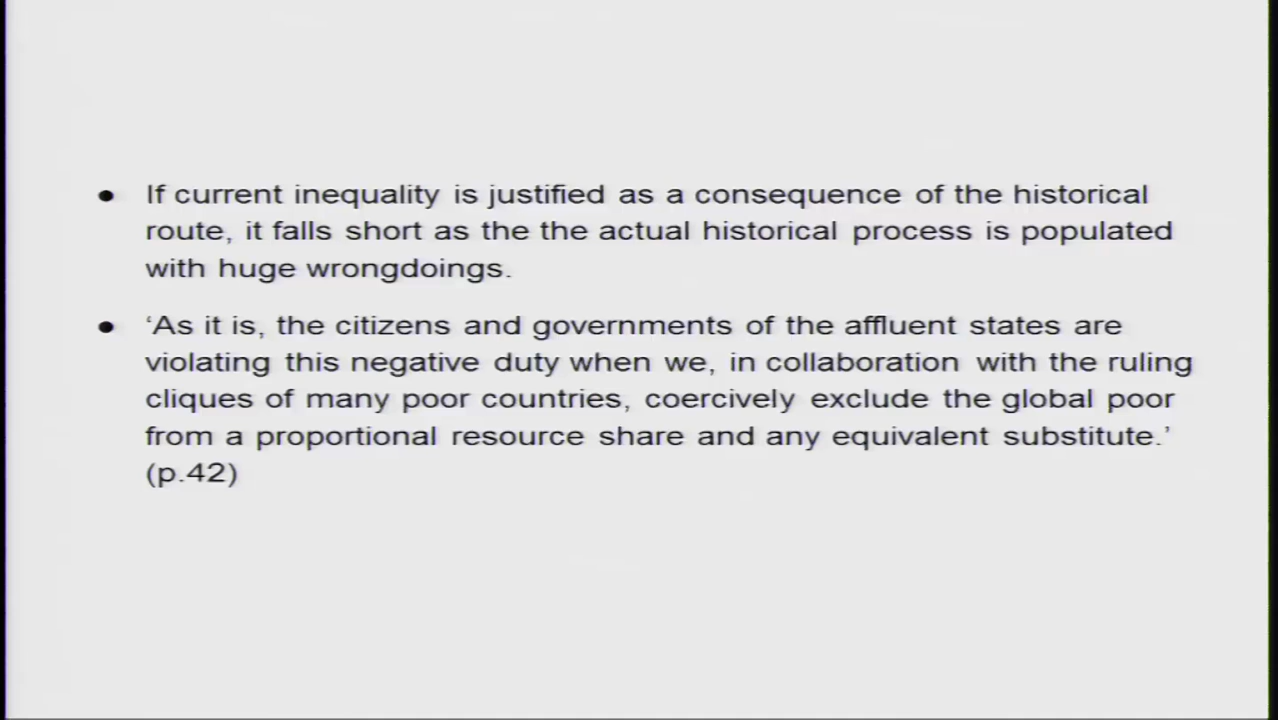 ● If current inequality is justified as a consequence of the historical
route, it falls short as the the actual historical process is populated
with huge wrongdoings.
● ‘As it is, the citizens and governments of the affluent states are
violating this negative duty when we, in collaboration with the ruling
cliques of many poor countries, coercively exclude the global poor
from a proportional resource share and any equivalent substitute.’
(p.42)